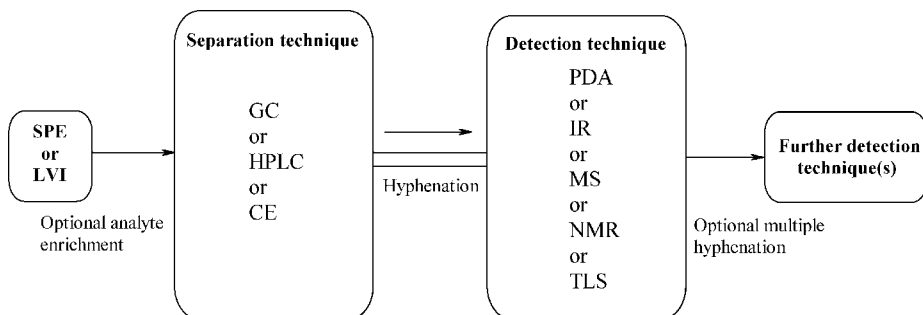 SPE
or
LVI
Optional analyte
enrichment
Separation technique
GC
or
HPLC
or
CE
Hyphenation
Detection technique
PDA
or
IR
or
MS
or
NMR
or
TLS
Optional multiple
hyphenation
Further detection
technique(s)